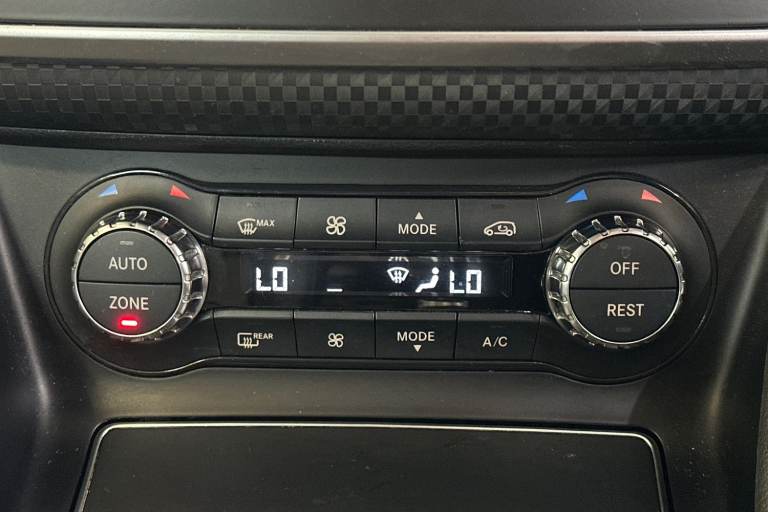 MAX
MODE
AUTO
ZONE
LO
LO
OFF
REST
REAR
MODE
A/C